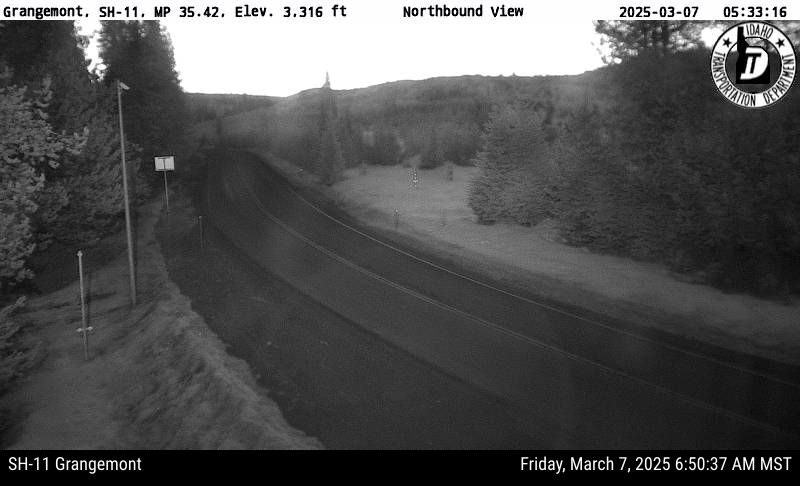 Grangemont, SH-11, MP 35.42, Elev. 3,316 ft Northbound View 2025-03-07 05:33:16
IDAHO
TRANSPORTATION DEPARTMENT
SH-11 Grangemont Friday, March 7, 2025 6:50:37 AM MST